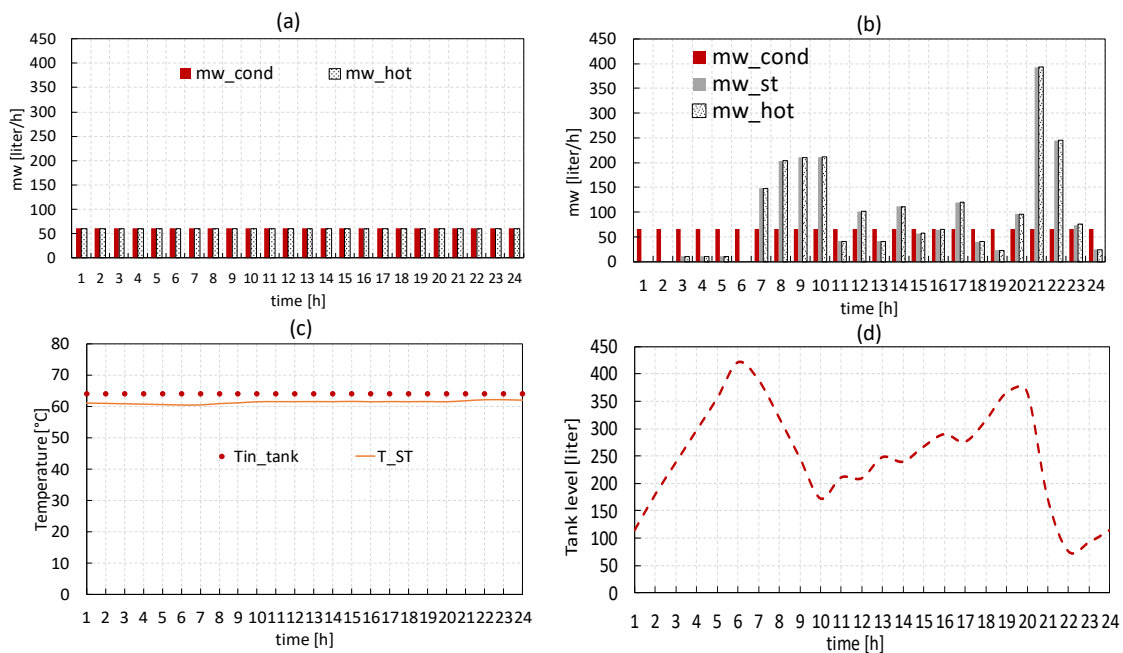 (a)
450
400
350
300
250
200
150
100
50
0
mw [liter/h]
mw_cond mw_hot
1 2 3 4 5 6 7 8 9 10 11 12 13 14 15 16 17 18 19 20 21 22 23 24
time [h]
(b)
450
400
350
300
250
200
150
100
50
0
mw [liter/h]
mw_cond
mw_st
mw_hot
1 2 3 4 5 6 7 8 9 10 11 12 13 14 15 16 17 18 19 20 21 22 23 24
time [h]
(c)
80
70
60
50
40
30
20
10
0
Temperature [°C]
Tin_tank T_ST
1 2 3 4 5 6 7 8 9 10 11 12 13 14 15 16 17 18 19 20 21 22 23 24
time [h]
(d)
450
400
350
300
250
200
150
100
50
0
Tank level [liter]
1 2 3 4 5 6 7 8 9 10 11 12 13 14 15 16 17 18 19 20 21 22 23 24
time [h]